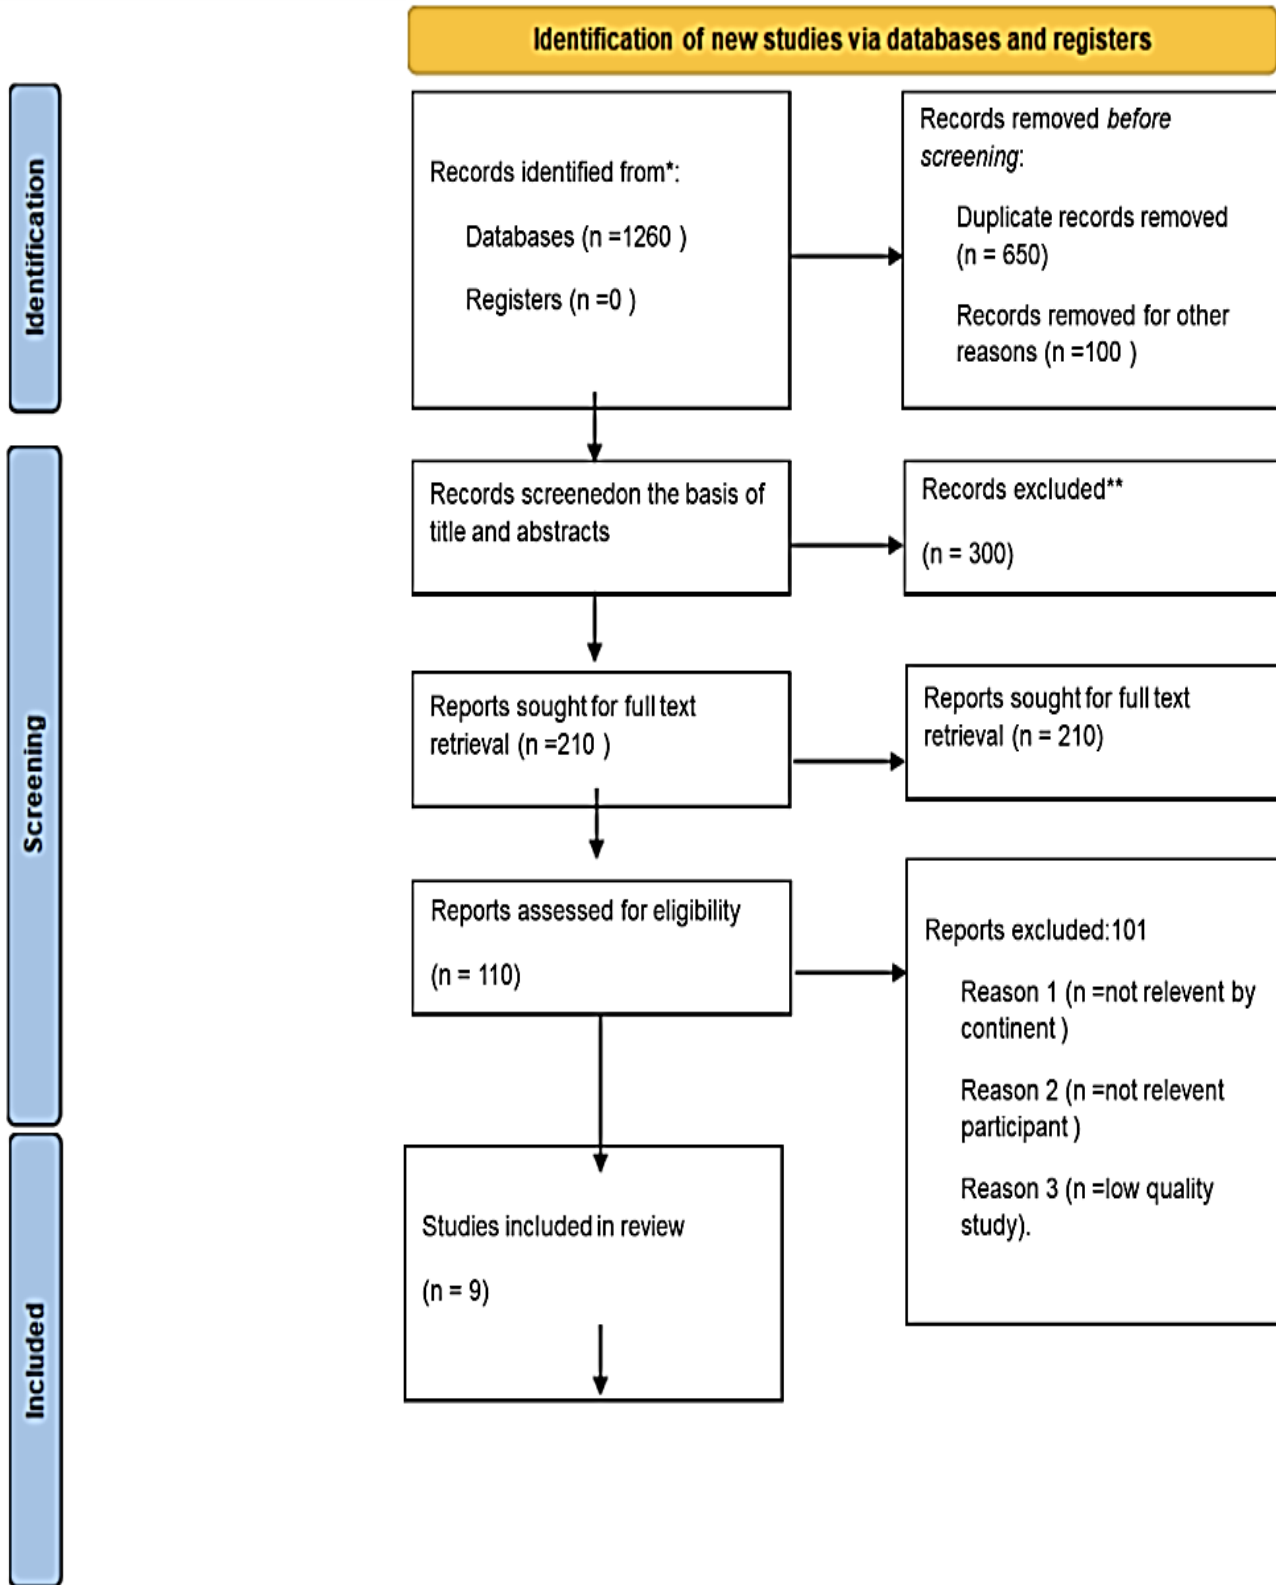 Identification of new studies via databases and registers
Identification
Records identified from*:
Databases (n =1260 )
Registers (n =0 )
Records removed before
screening:
Duplicate records removed
(n = 650)
Records removed for other
reasons (n =100 )
Screening
Records screenedon the basis of
title and abstracts
Records excluded**
(n = 300)
Reports sought for full text
retrieval (n =210 )
Reports sought for full text
retrieval (n = 210)
Reports assessed for eligibility
(n = 110)
Reports excluded:101
Reason 1 (n =not relevent by
continent )
Reason 2 (n =not relevent
participant )
Reason 3 (n =low quality
study).
Included
Studies included in review
(n = 9)